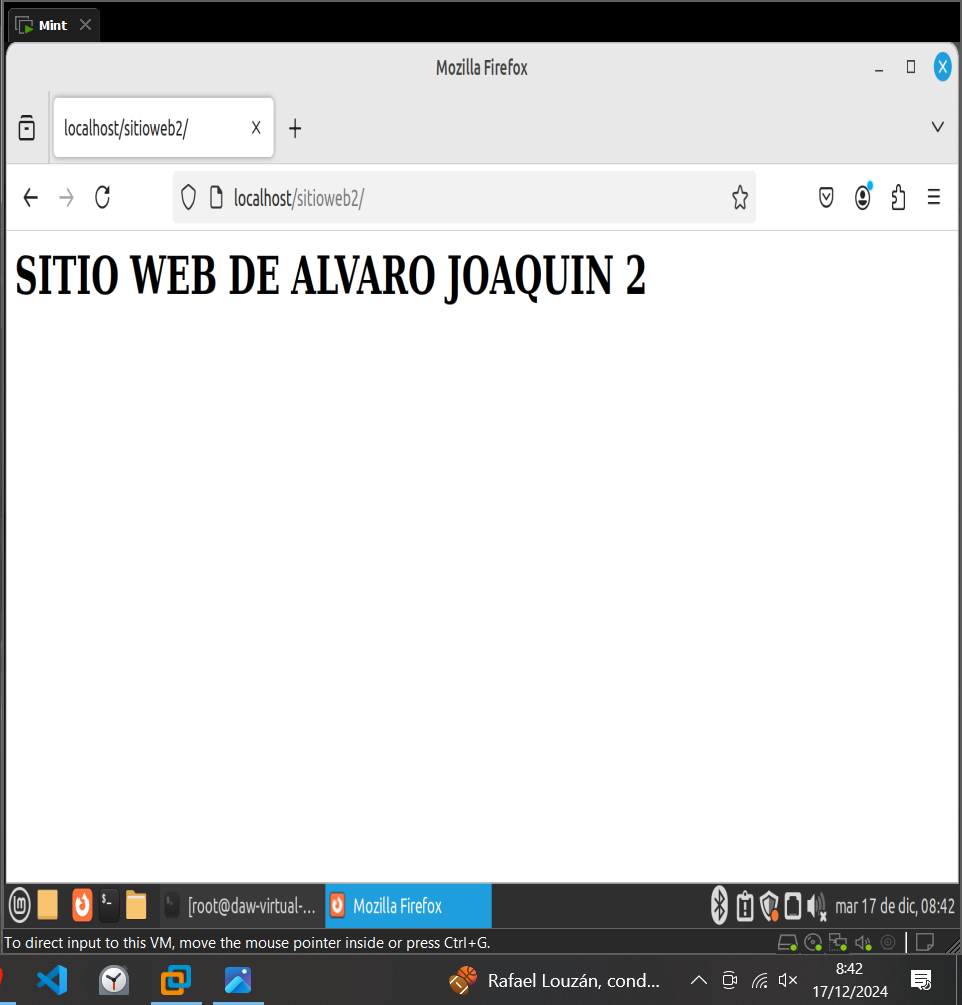 Mint
Mozilla Firefox
localhost/sitioweb2/
localhost/sitioweb2/
SITIO WEB DE ALVARO JOAQUIN 2
[root@daw-virtual-...
Mozilla Firefox
mar 17 de dic, 08:42
To direct input to this VM, move the mouse pointer inside or press Ctrl+G.
Rafael Louzán, cond...
8:42
17/12/2024